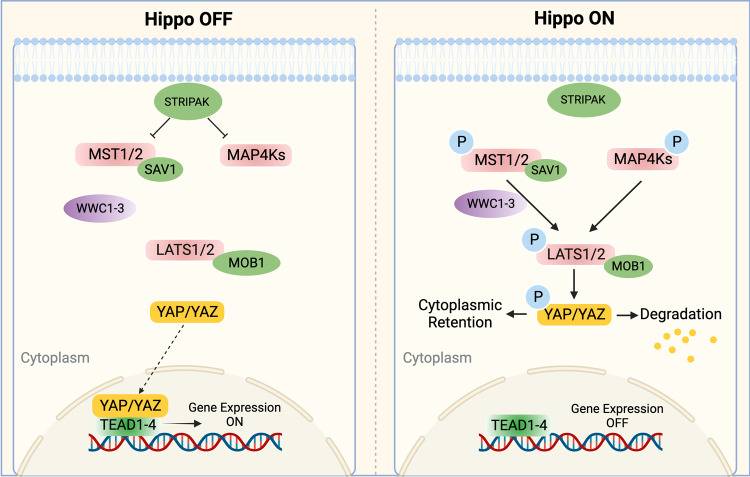 Hippo OFF
STRIPAK
MST1/2
SAV1
MAP4Ks
WWC1-3
LATS1/2
MOB1
YAP/YAZ
Cytoplasm
YAP/YAZ
TEAD1-4
Gene Expression
ON
Hippo ON
STRIPAK
P
MST1/2
SAV1
P
MAP4Ks
WWC1-3
P
LATS1/2
MOB1
P
YAP/YAZ
Cytoplasmic
Retention
Degradation
Cytoplasm
TEAD1-4
Gene Expression
OFF